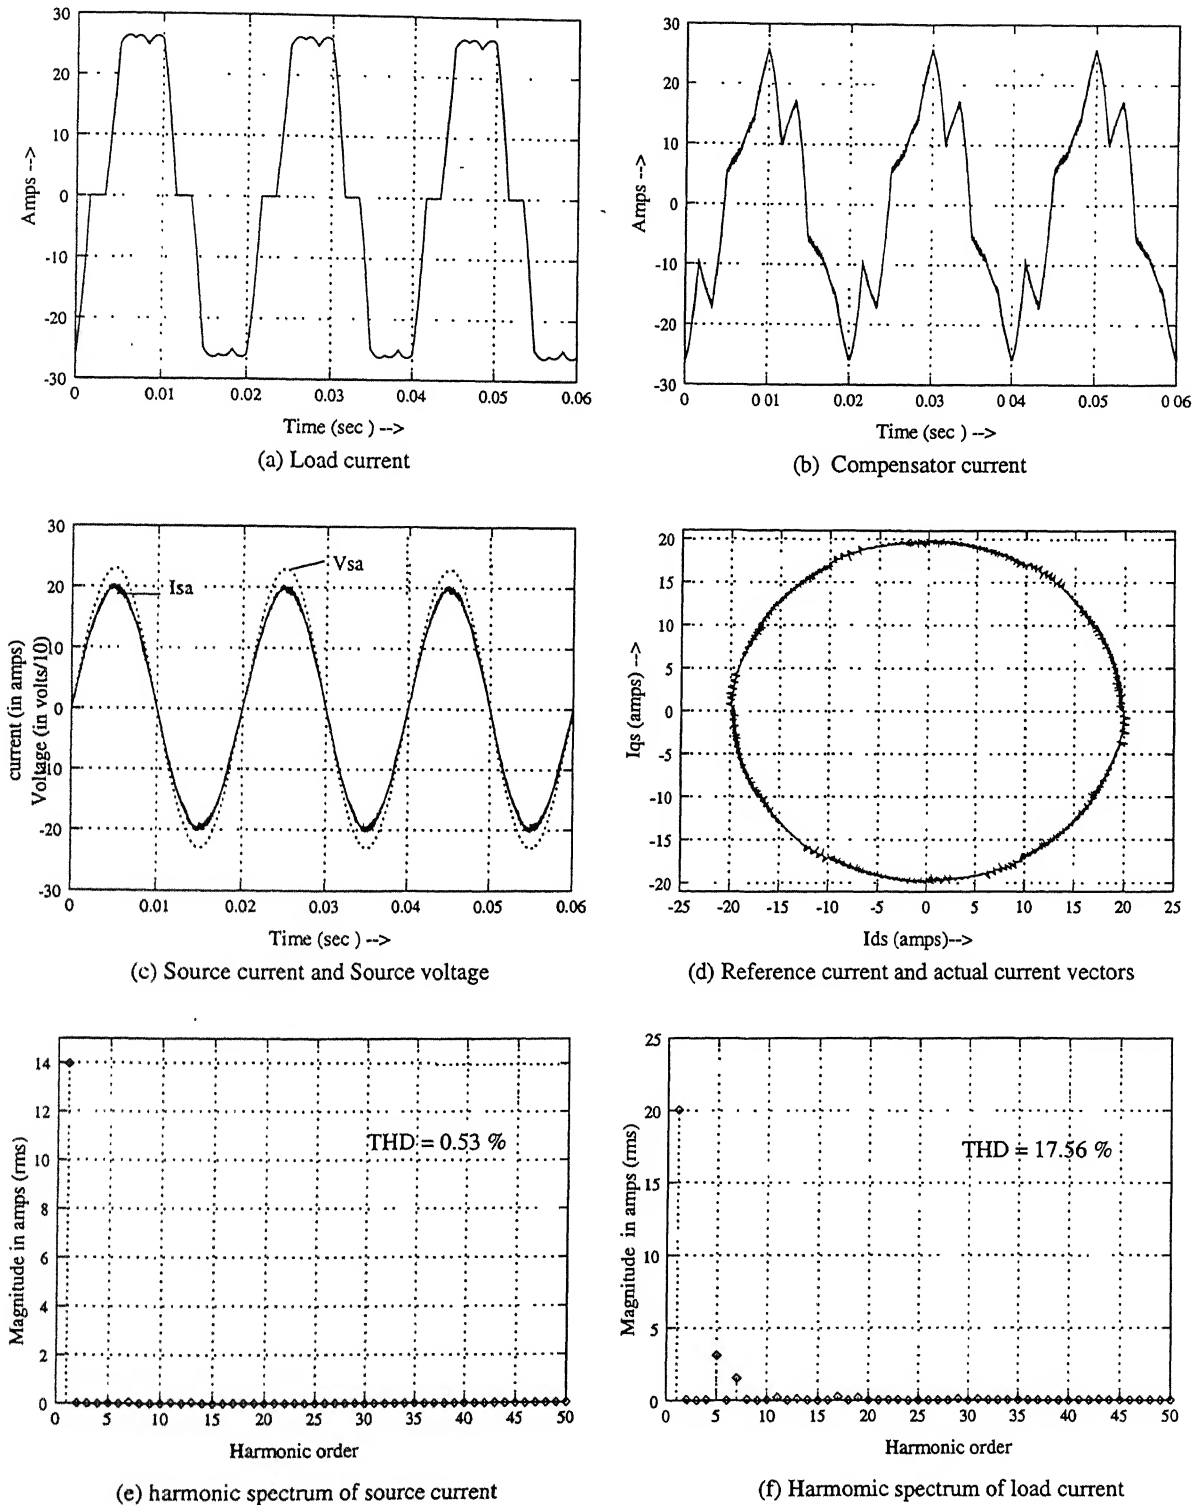 30
20
10
0
-10
-20
-30
Amps -->
0 0.01 0.02 0.03 0.04 0.05 0.06
Time (sec ) -->
(a) Load current
30
20
10
0
-10
-20
-30
Amps -->
0 0 01 0.02 0.03 0 04 0.05 0 06
Time (sec ) -->
(b) Compensator current
30
20
10
0
-10
-20
-30
current (in amps)
Voltage (in volts/10)
Isa
Vsa
0 0.01 0.02 0.03 0.04 0.05 0.06
Time (sec ) -->
(c) Source current and Source voltage
20
15
10
5
0
-5
-10
-15
-20
Iqs (amps) -->
-25 -20 -15 -10 -5 0 5 10 15 20 25
Ids (amps)-->
(d) Reference current and actual current vectors
14
12
10
8
6
4
2
0
Magnitude in amps (rms)
THD = 0.53 %
0 5 10 15 20 25 30 35 40 45 50
Harmonic order
(e) harmonic spectrum of source current
25
20
15
10
5
0
Magnitude in amps (rms)
THD = 17.56 %
0 5 10 15 20 25 30 35 40 45 50
Harmonic order
(f) Harmomic spectrum of load current